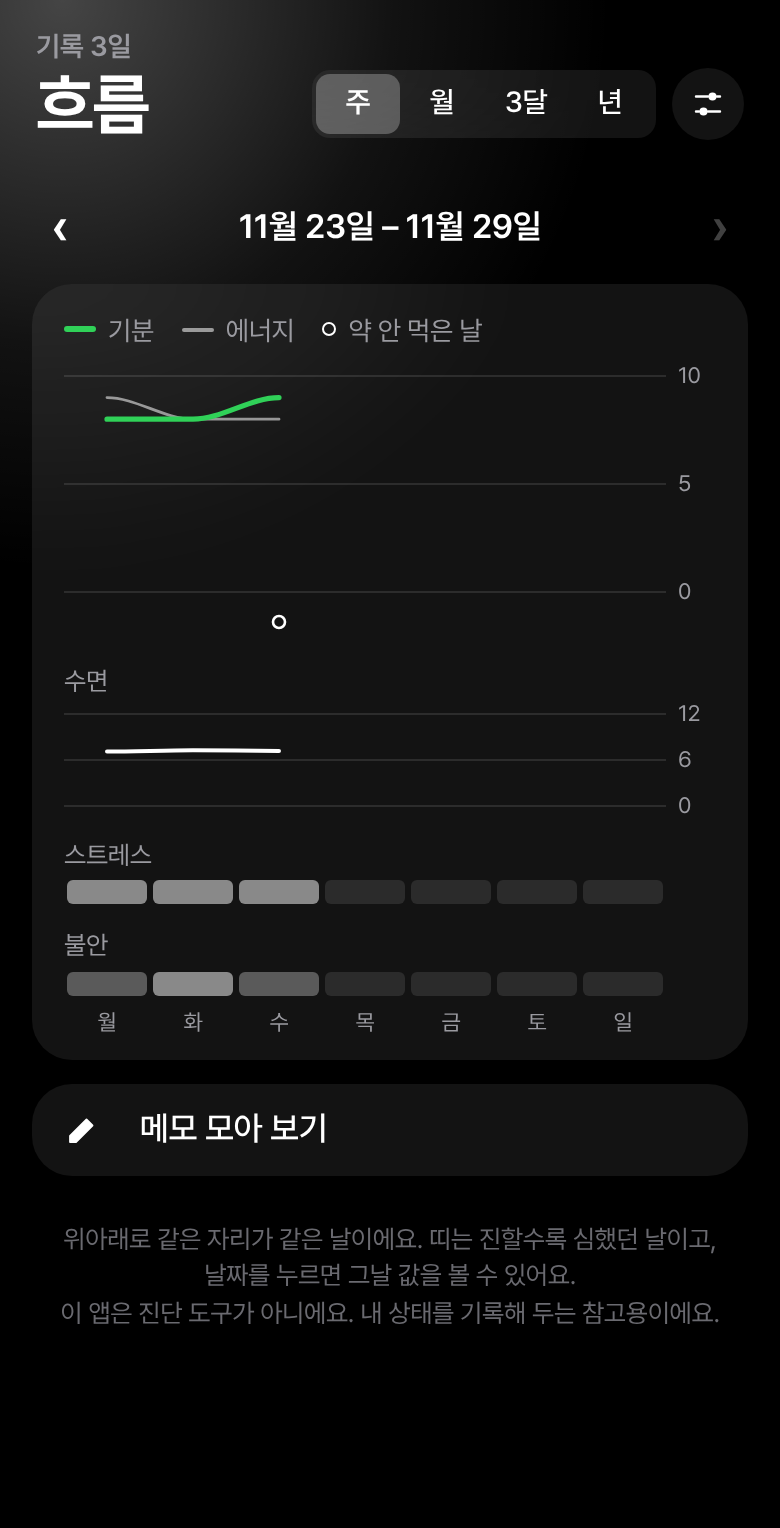 기록 3일
흐름
주 월 3달 년
‹ 11월 23일 – 11월 29일 ›
기분 에너지 약 안 먹은 날
10
5
0
수면
12
6
0
스트레스
불안
월 화 수 목 금 토 일
메모 모아 보기
위아래로 같은 자리가 같은 날이에요. 띠는 진할수록 심했던 날이고,
날짜를 누르면 그날 값을 볼 수 있어요.
이 앱은 진단 도구가 아니에요. 내 상태를 기록해 두는 참고용이에요.